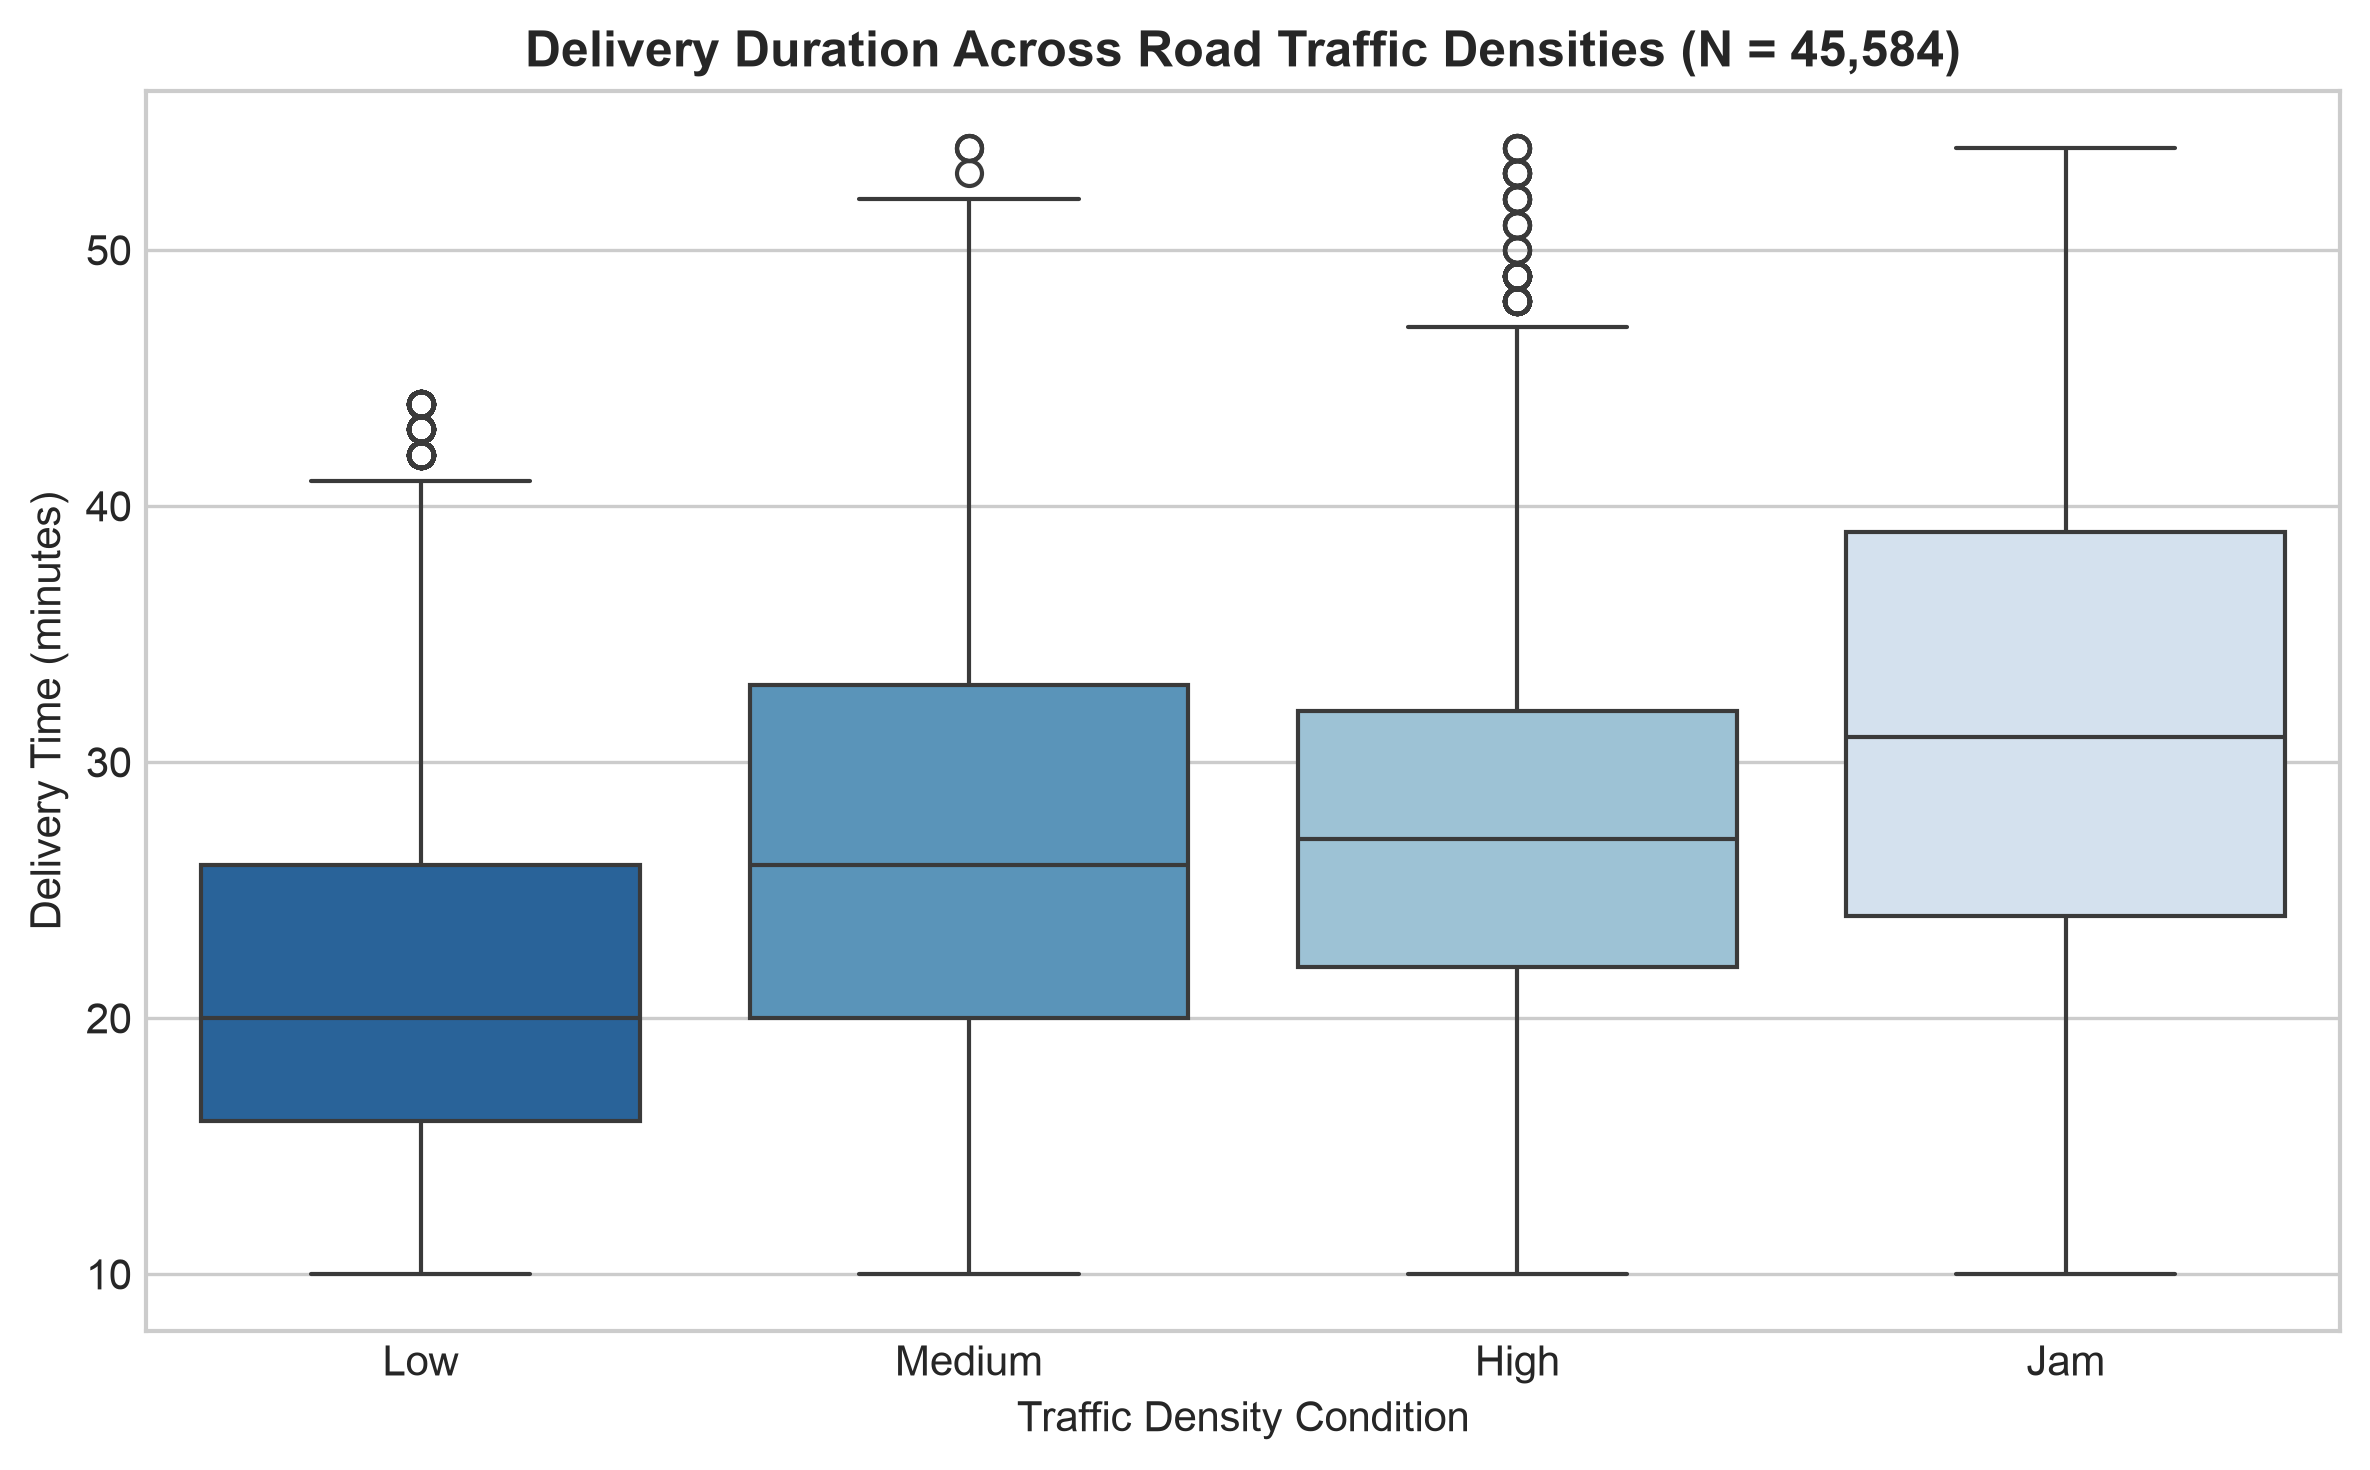 Delivery Duration Across Road Traffic Densities (N = 45,584)
Delivery Time (minutes)
50
40
30
20
10
Low
Medium
High
Jam
Traffic Density Condition